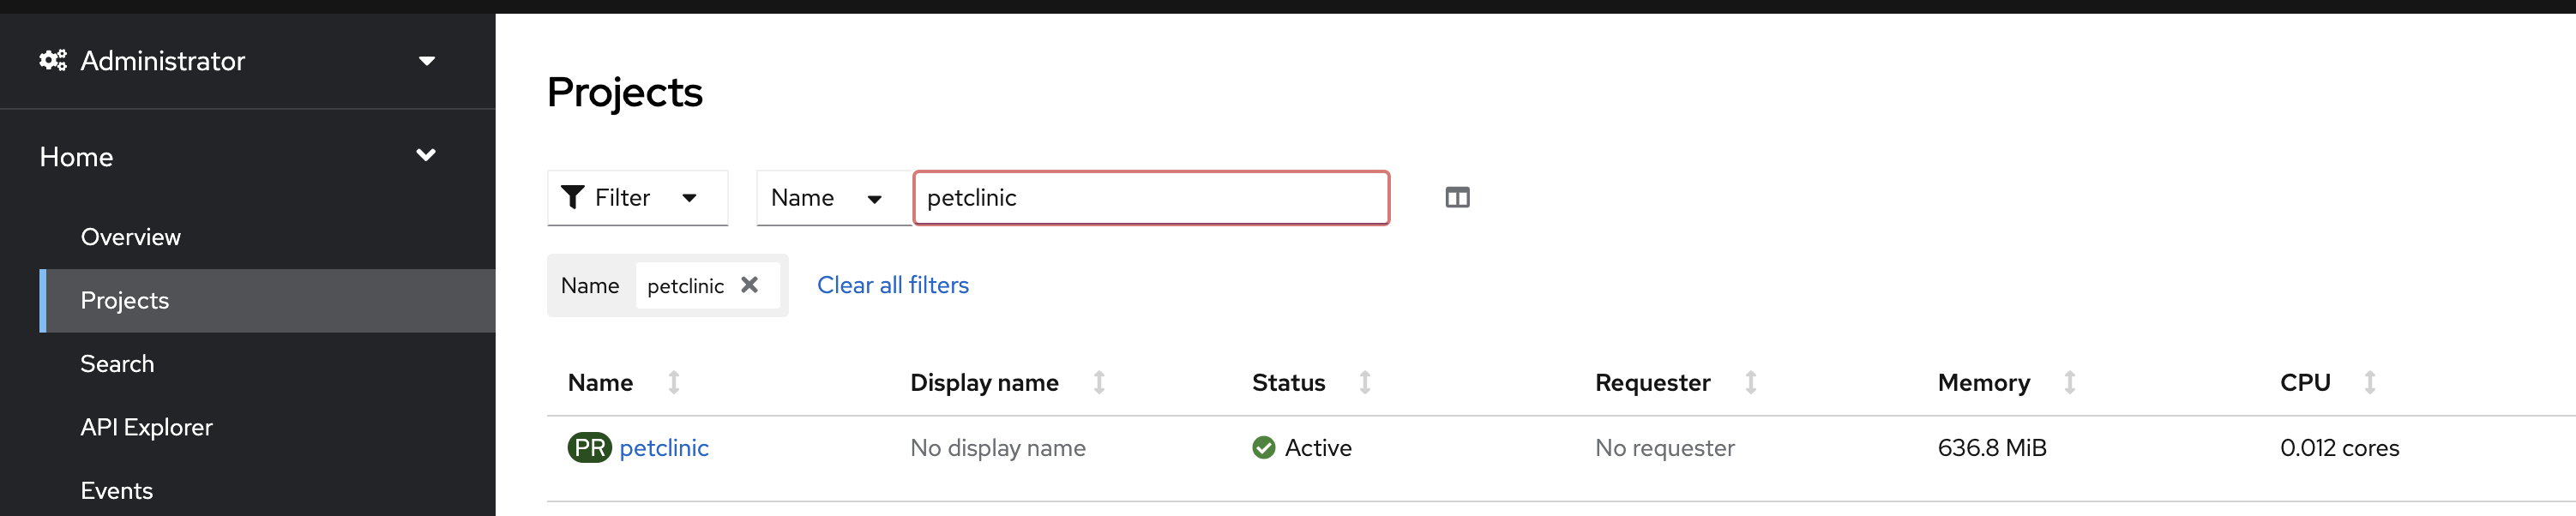 Administrator
Home
Overview
Projects
Search
API Explorer
Events
Projects
Filter Name petclinic
Name petclinic Clear all filters
Name Display name Status Requester Memory CPU
PR petclinic No display name Active No requester 636.8 MiB 0.012 cores